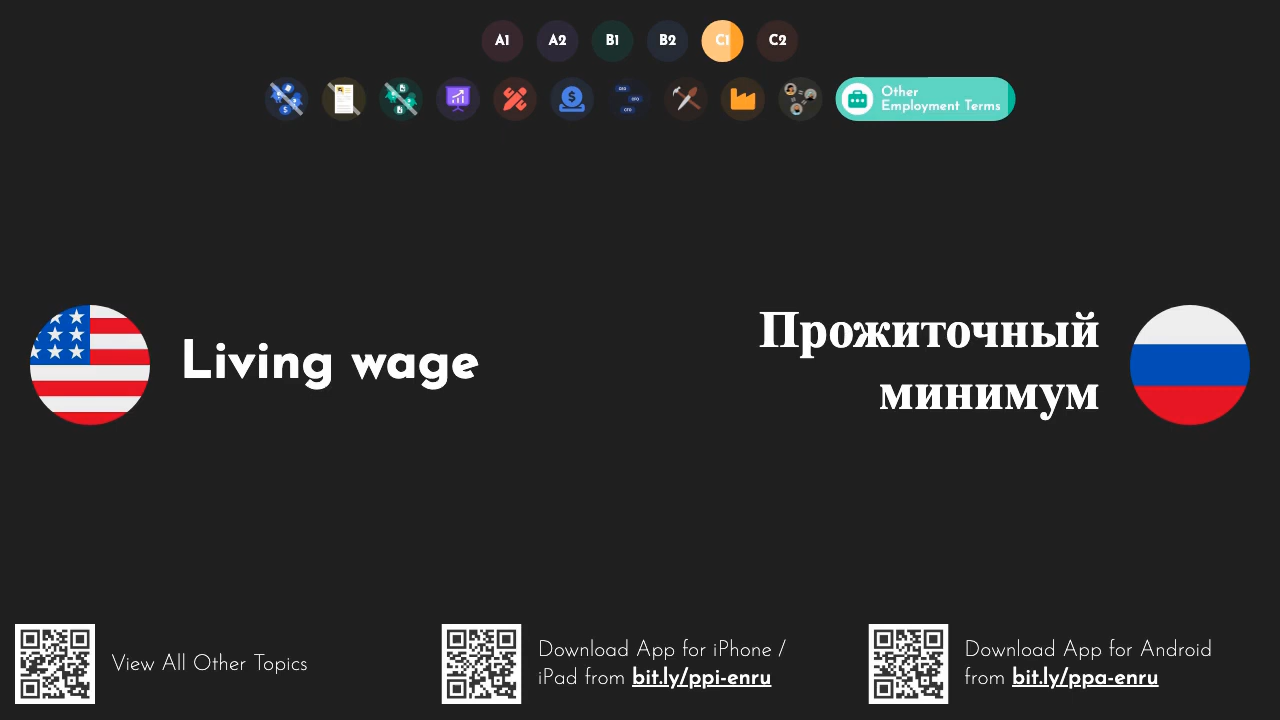 A1 A2 B1 B2 C1 C2
Other
Employment Terms
Living wage
Прожиточный
минимум
View All Other Topics
Download App for iPhone /
iPad from bit.ly/ppi-enru
Download App for Android
from bit.ly/ppa-enru